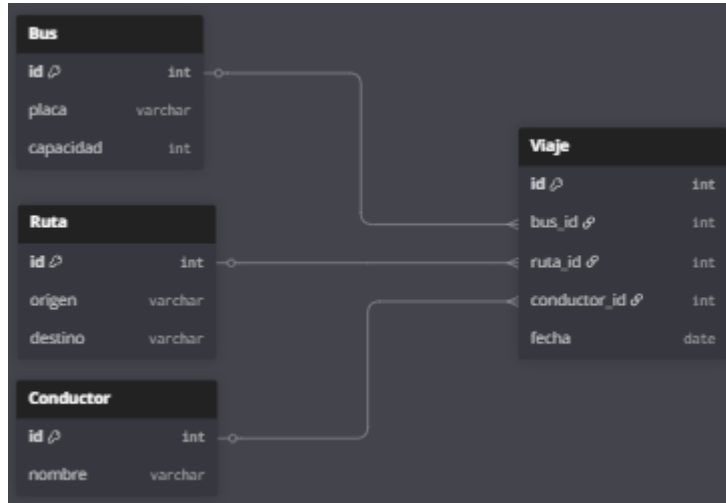 Bus
id int
placa varchar
capacidad int
Viaje
id int
bus_id int
ruta_id int
conductor_id int
fecha date
Ruta
id int
origen varchar
destino varchar
Conductor
id int
nombre varchar